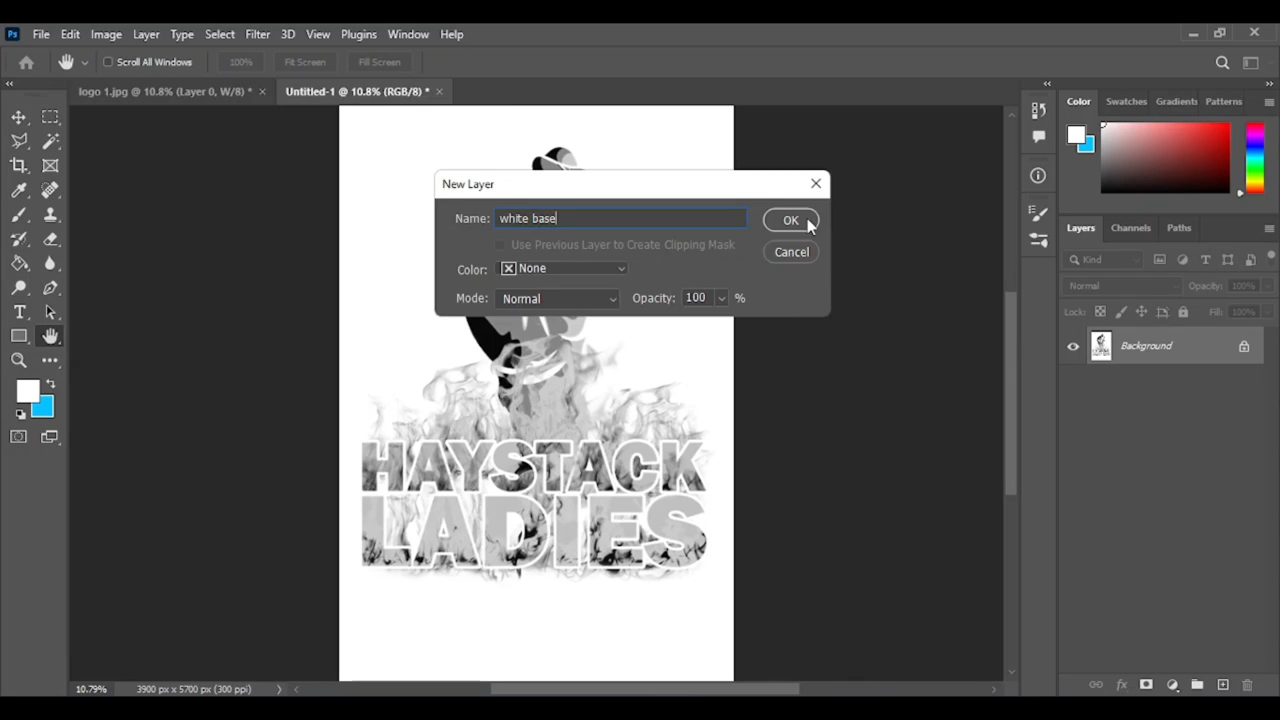 Ps File Edit Image Layer Type Select Filter 3D View Plugins Window Help
Scroll All Windows 100% Fit Screen Fill Screen
logo 1.jpg @ 10.8% (Layer 0, W/8) * Untitled-1 @ 10.8% (RGB/8) *
Color Swatches Gradients Patterns
New Layer
Name: white base OK
Use Previous Layer to Create Clipping Mask Cancel
Color: None
Mode: Normal Opacity: 100 %
Layers Channels Paths
Kind
Normal Opacity: 100%
Lock: Fill: 100%
Background
HAYSTACK
LADIES
10.79% 3900 px x 5700 px (300 ppi)